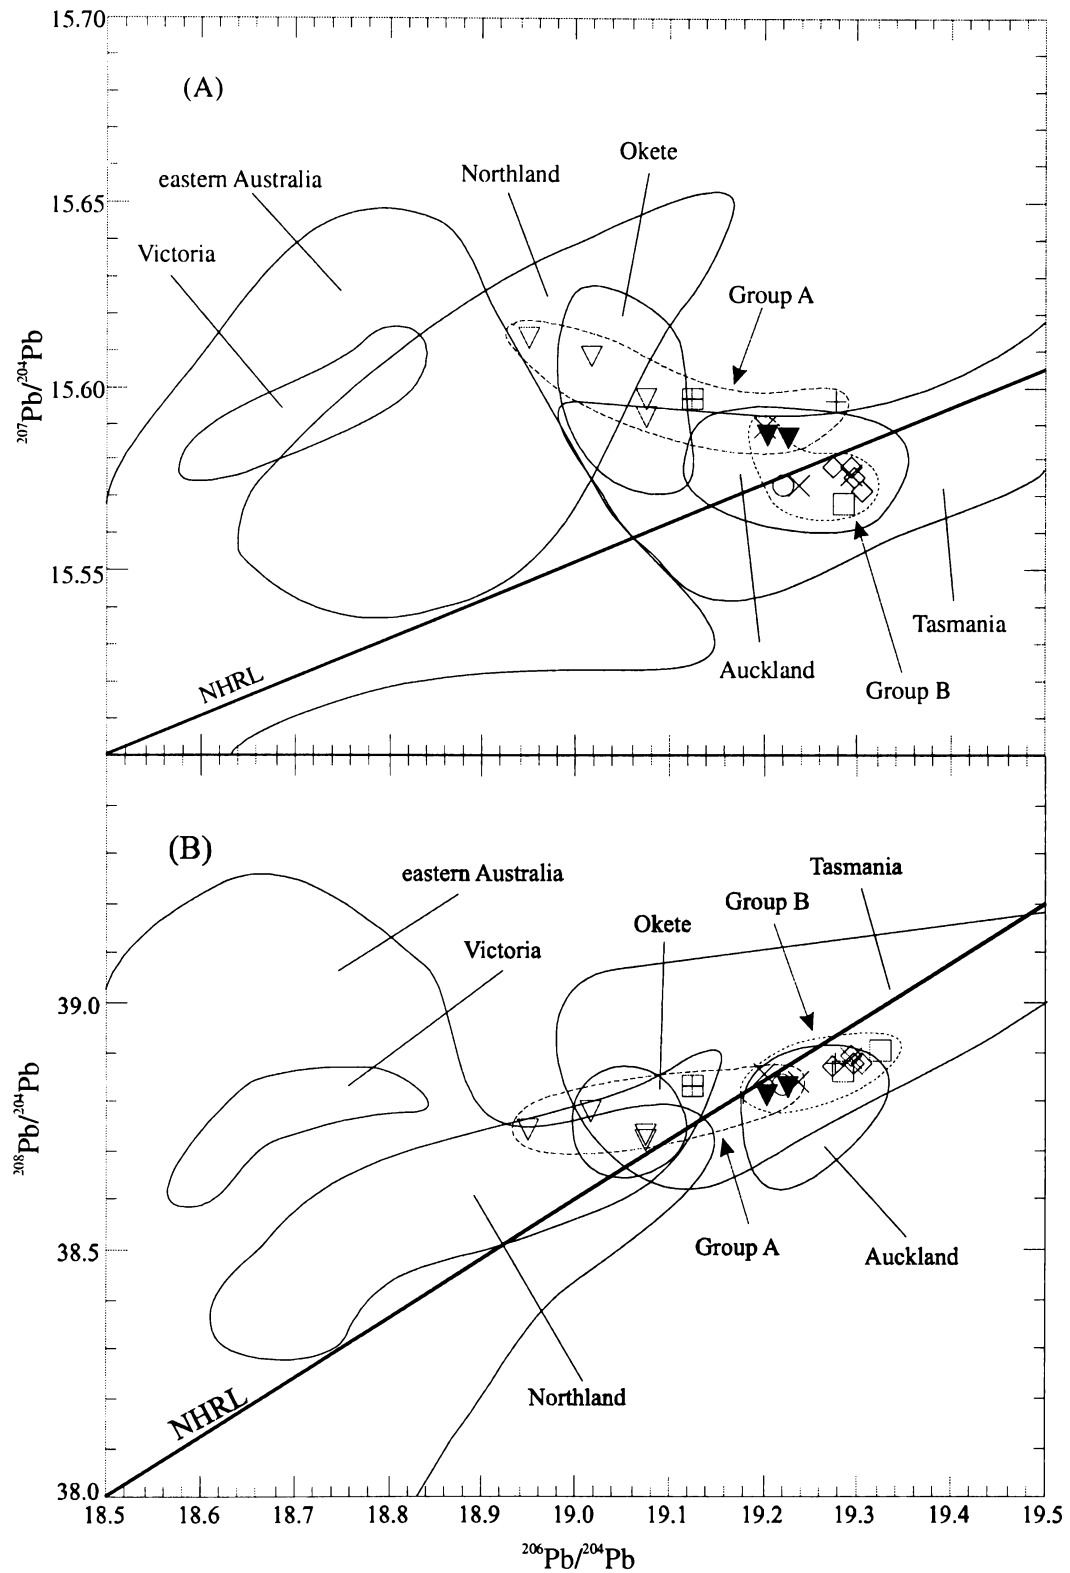 15.70
(A)
Okete
Northland
eastern Australia
15.65
Victoria
Group A
²⁰⁷Pb/²⁰⁴Pb
15.60
15.55
Tasmania
Auckland
Group B
NHRL
(B)
Tasmania
eastern Australia
Group B
Okete
Victoria
39.0
²⁰⁸Pb/²⁰⁴Pb
Group A
Auckland
38.5
Northland
NHRL
38.0
18.5 18.6 18.7 18.8 18.9 19.0 19.1 19.2 19.3 19.4 19.5
²⁰⁶Pb/²⁰⁴Pb